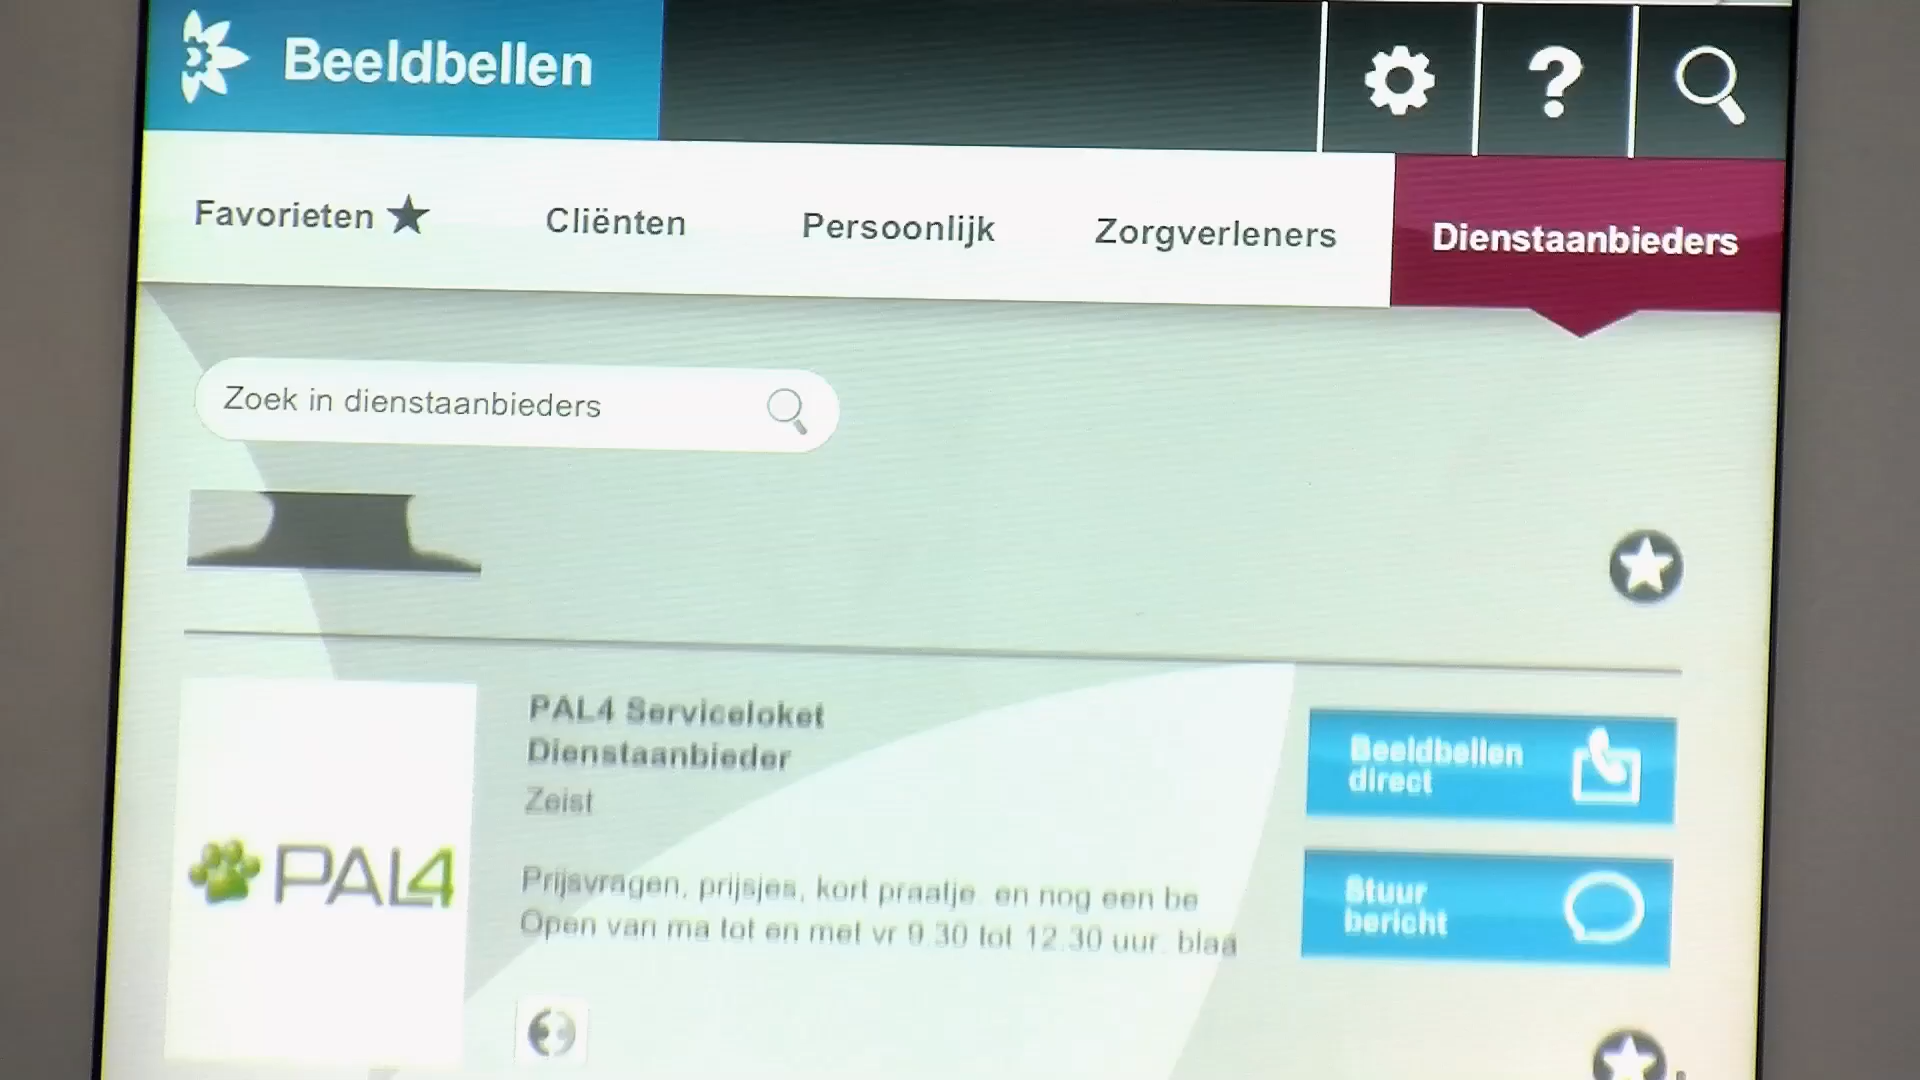 Beeldbellen
?
Favorieten
Cliënten
Persoonlijk
Zorgverleners
Dienstaanbieders
Zoek in dienstaanbieders
PAL4 Serviceloket
Dienstaanbieder
Zeist
Prijsvragen, prijsjes, kort praatje. en nog een be
Open van ma tot en met vr 9.30 tot 12.30 uur. blaa
PAL4
Beeldbellen
direct
Stuur
bericht